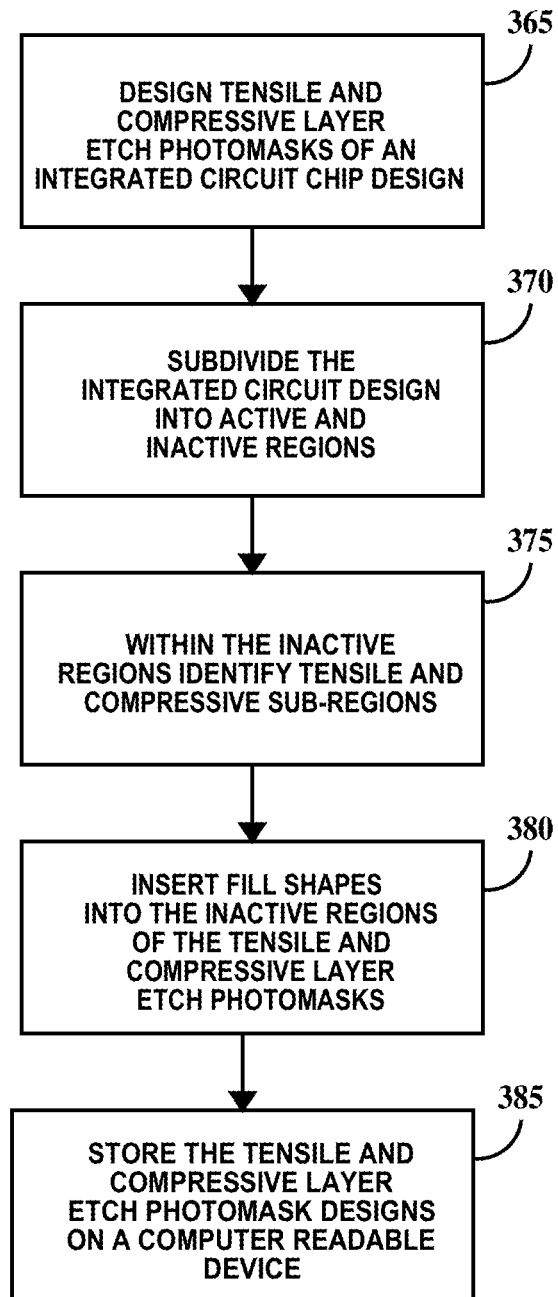 365
DESIGN TENSILE AND
COMPRESSIVE LAYER
ETCH PHOTOMASKS OF AN
INTEGRATED CIRCUIT CHIP DESIGN
370
SUBDIVIDE THE
INTEGRATED CIRCUIT DESIGN
INTO ACTIVE AND
INACTIVE REGIONS
375
WITHIN THE INACTIVE
REGIONS IDENTIFY TENSILE AND
COMPRESSIVE SUB-REGIONS
380
INSERT FILL SHAPES
INTO THE INACTIVE REGIONS
OF THE TENSILE AND
COMPRESSIVE LAYER
ETCH PHOTOMASKS
385
STORE THE TENSILE AND
COMPRESSIVE LAYER
ETCH PHOTOMASK DESIGNS
ON A COMPUTER READABLE
DEVICE